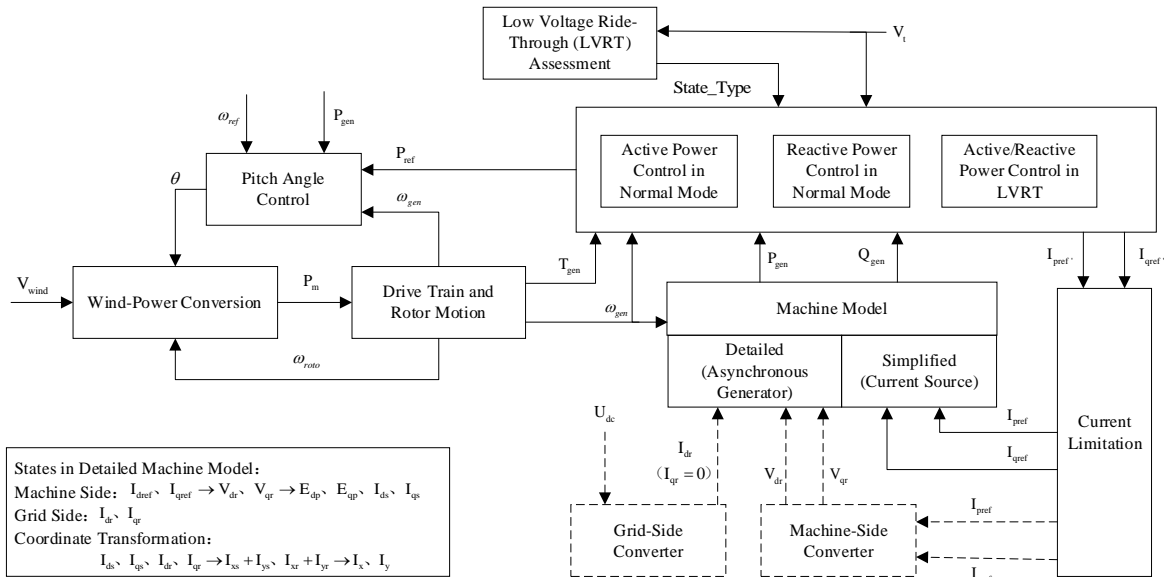 Low Voltage Ride-
Through (LVRT)
Assessment
V_t
State_Type
ω_ref
P_gen
Pitch Angle
Control
θ
P_ref
ω_gen
Active Power
Control in
Normal Mode
Reactive Power
Control in
Normal Mode
Active/Reactive
Power Control in
LVRT
V_wind
Wind-Power Conversion
P_m
Drive Train and
Rotor Motion
T_gen
ω_gen
ω_roto
P_gen
Q_gen
I_pref'
I_qref'
Machine Model
Detailed
(Asynchronous
Generator)
Simplified
(Current Source)
I_pref
I_qref
Current
Limitation
U_dc
I_dr
（I_qr = 0）
V_dr
V_qr
Grid-Side
Converter
Machine-Side
Converter
I_pref
States in Detailed Machine Model：
Machine Side：I_dref、I_qref → V_dr、V_qr → E_dp、E_qp、I_ds、I_qs
Grid Side：I_dr、I_qr
Coordinate Transformation：
I_ds、I_qs、I_dr、I_qr → I_xs + I_ys、I_xr + I_yr → I_x、I_y